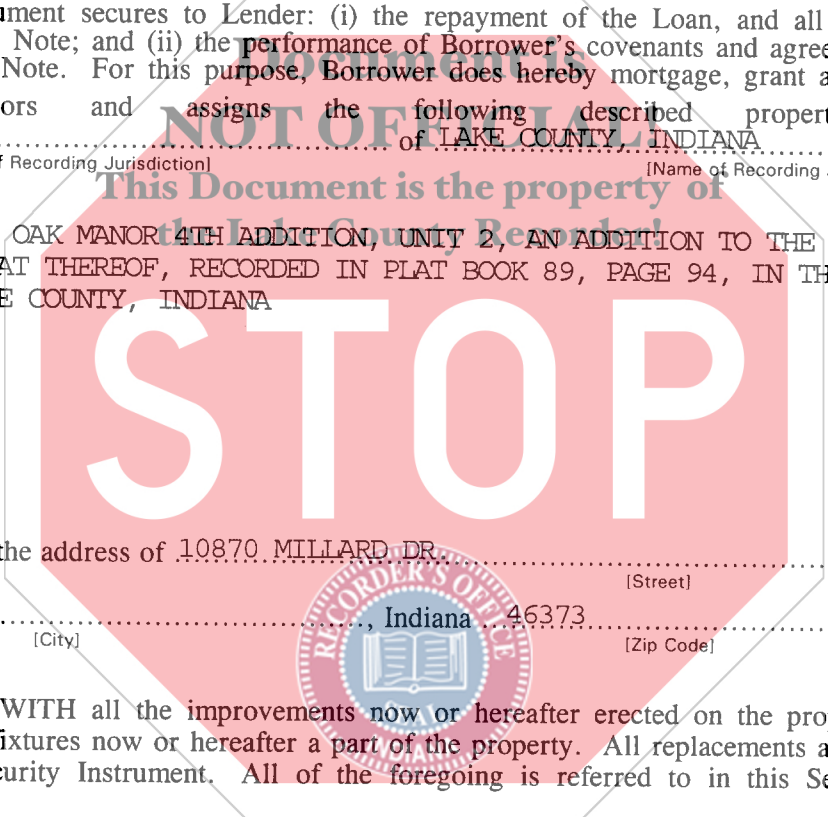 ment secures to Lender: (i) the repayment of the Loan, and all
Note; and (ii) the performance of Borrower's covenants and agree
Note. For this purpose, Borrower does hereby mortgage, grant a
ors and assigns the following described propert
of LAKE COUNTY, INDIANA
Recording Jurisdiction] [Name of Recording
Document is
NOT OFFICIAL!
This Document is the property of
the Lake County Recorder!
OAK MANOR 4TH ADDITION, UNIT 2, AN ADDITION TO THE
AT THEREOF, RECORDED IN PLAT BOOK 89, PAGE 94, IN TH
E COUNTY, INDIANA
STOP
the address of 10870 MILLARD DR.
[Street]
, Indiana 46373
[City] [Zip Code]
RECORDER'S OFFICE
SEAL
INDIANA
WITH all the improvements now or hereafter erected on the pro
ixtures now or hereafter a part of the property. All replacements a
curity Instrument. All of the foregoing is referred to in this Se